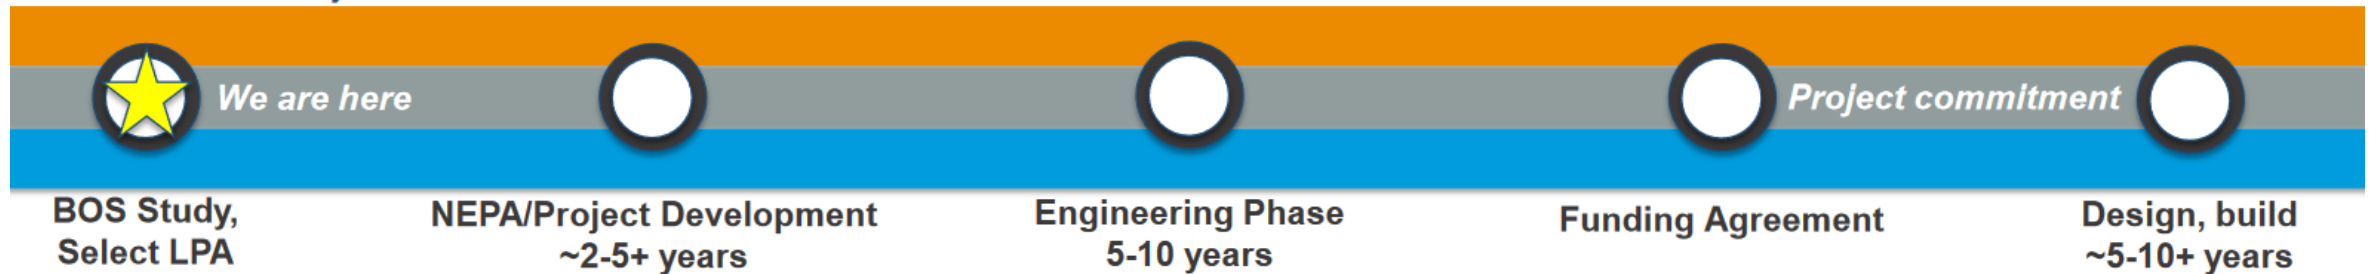 We are here
Project commitment
BOS Study,
Select LPA
NEPA/Project Development
~2-5+ years
Engineering Phase
5-10 years
Funding Agreement
Design, build
~5-10+ years